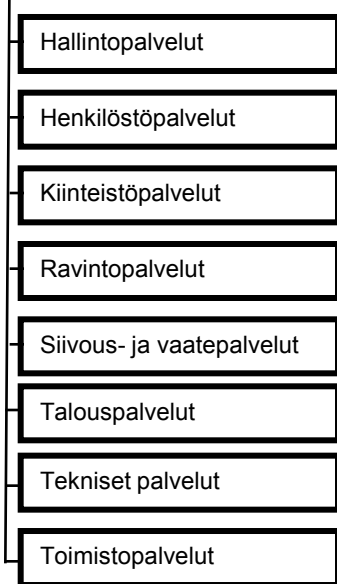 Hallintopalvelut
Henkilöstöpalvelut
Kiinteistöpalvelut
Ravintopalvelut
Siivous- ja vaatepalvelut
Talouspalvelut
Tekniset palvelut
Toimistopalvelut